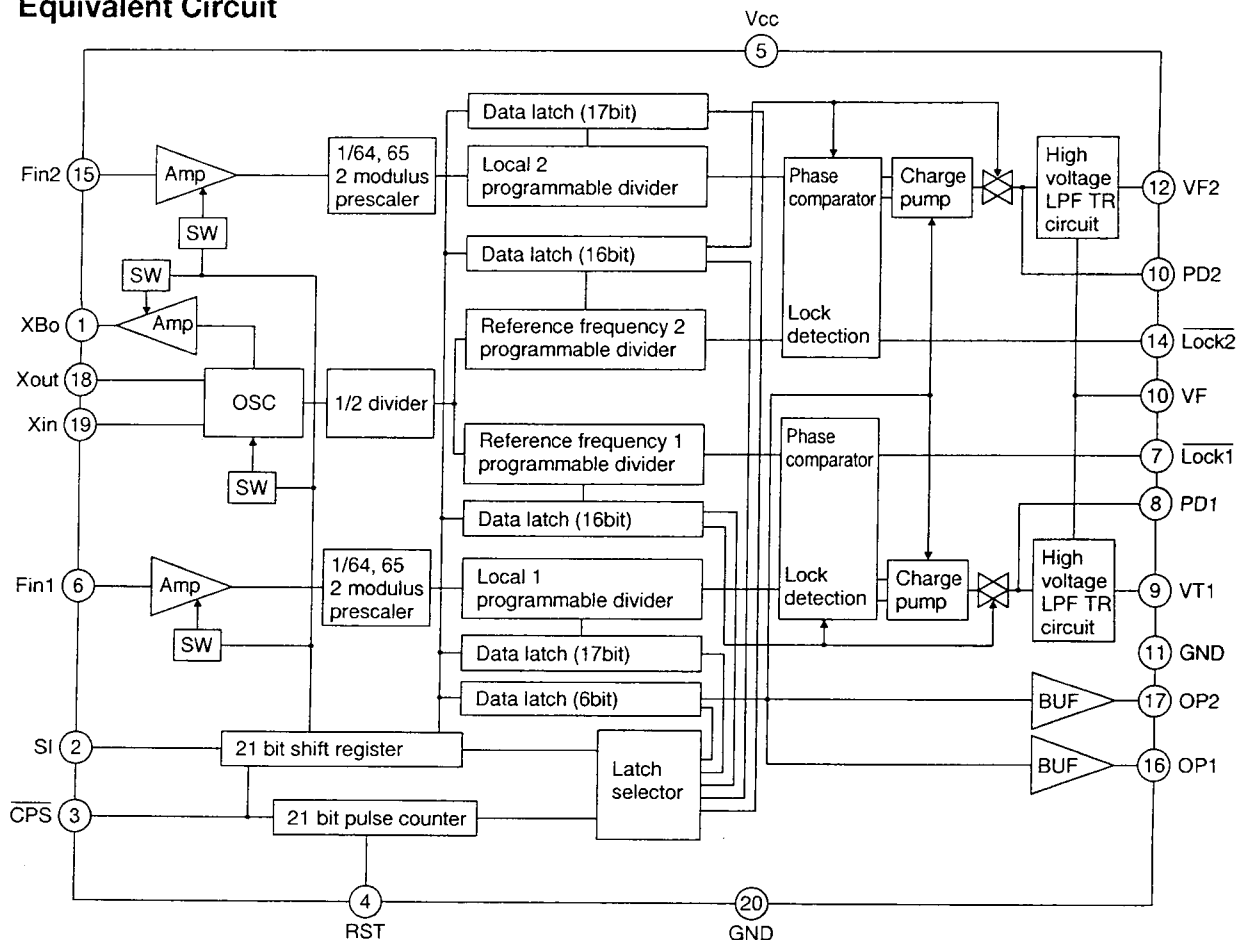 Equivalent Circuit
Vcc
5
Data latch (17bit)
Fin2
15
Amp
1/64, 65
2 modulus
prescaler
Local 2
programmable divider
Phase
comparator
Lock
detection
Charge
pump
High
voltage
LPF TR
circuit
12
VF2
SW
SW
Data latch (16bit)
10
PD2
XBo
1
Amp
Reference frequency 2
programmable divider
14
Lock2
Xout
18
OSC
1/2 divider
10
VF
Xin
19
SW
Reference frequency 1
programmable divider
Phase
comparator
Lock
detection
7
Lock1
Data latch (16bit)
8
PD1
Fin1
6
Amp
1/64, 65
2 modulus
prescaler
Local 1
programmable divider
Charge
pump
High
voltage
LPF TR
circuit
9
VT1
SW
Data latch (17bit)
11
GND
Data latch (6bit)
BUF
17
OP2
SI
2
21 bit shift register
Latch
selector
BUF
16
OP1
CPS
3
21 bit pulse counter
4
RST
20
GND